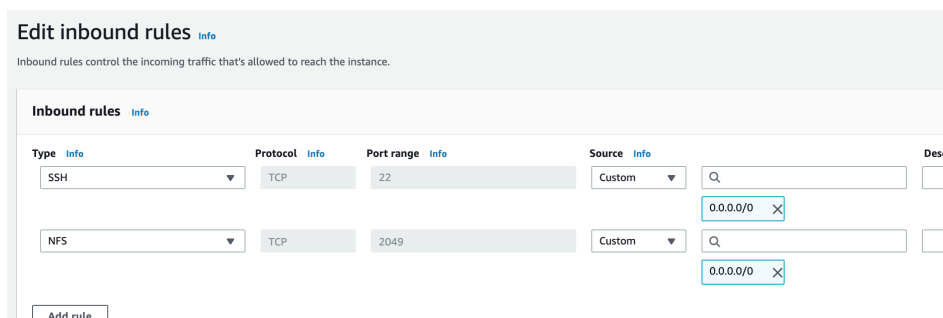 Edit inbound rules Info
Inbound rules control the incoming traffic that's allowed to reach the instance.
Inbound rules Info
Type Info Protocol Info Port range Info Source Info Des
SSH TCP 22 Custom
0.0.0.0/0
NFS TCP 2049 Custom
0.0.0.0/0
Add rule